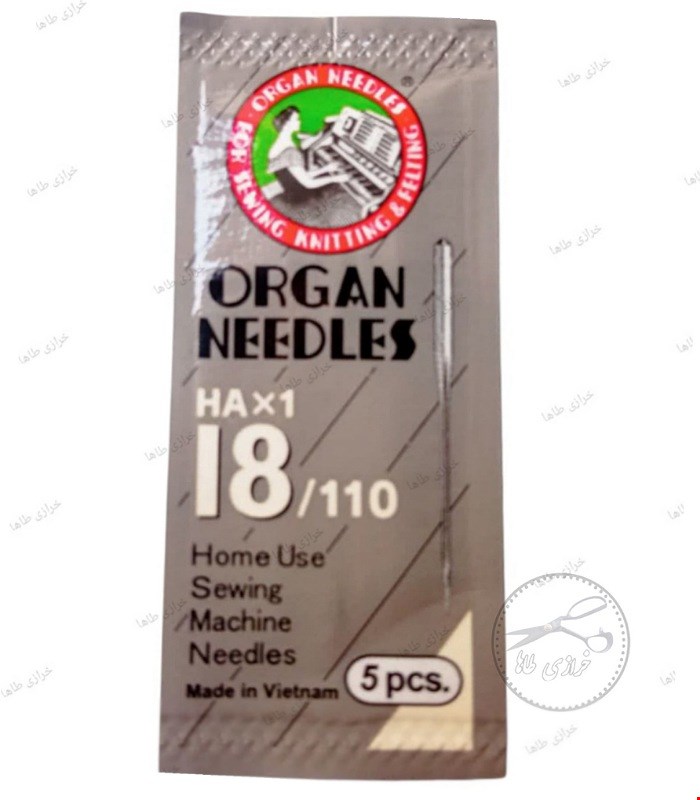 ORGAN NEEDLES
FOR SEWING KNITTING & FELTING
®
ORGAN
NEEDLES
HA×1
18/110
Home Use
Sewing
Machine
Needles
Made in Vietnam
5 pcs.
خرازی طاها